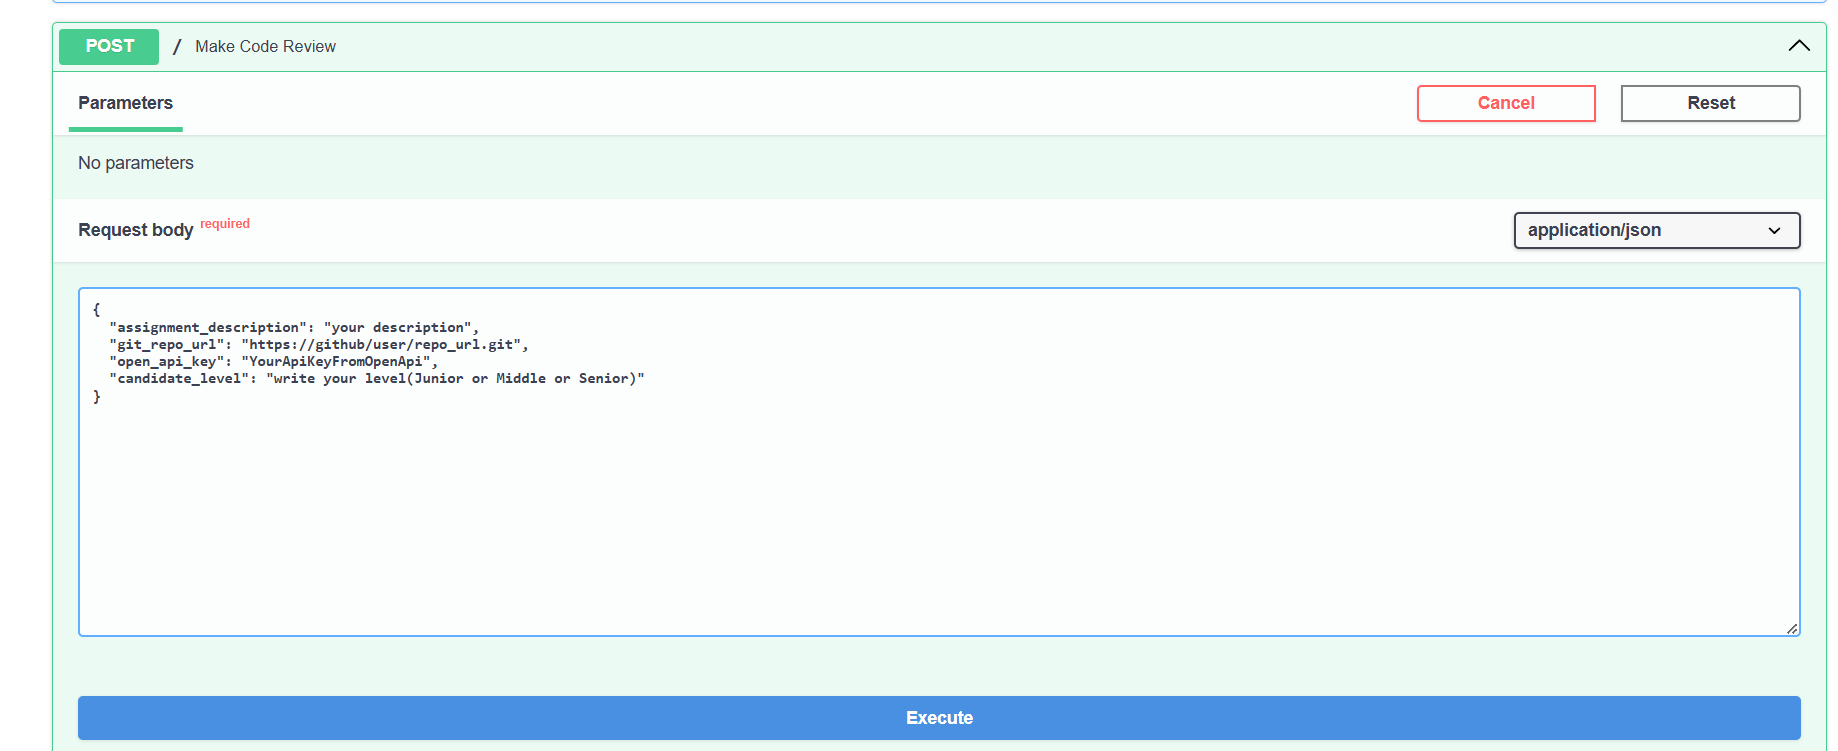 POST / Make Code Review
Parameters
Cancel
Reset
No parameters
Request body required
application/json
{
  "assignment_description": "your description",
  "git_repo_url": "https://github/user/repo_url.git",
  "open_api_key": "YourApiKeyFromOpenApi",
  "candidate_level": "write your level(Junior or Middle or Senior)"
}
Execute